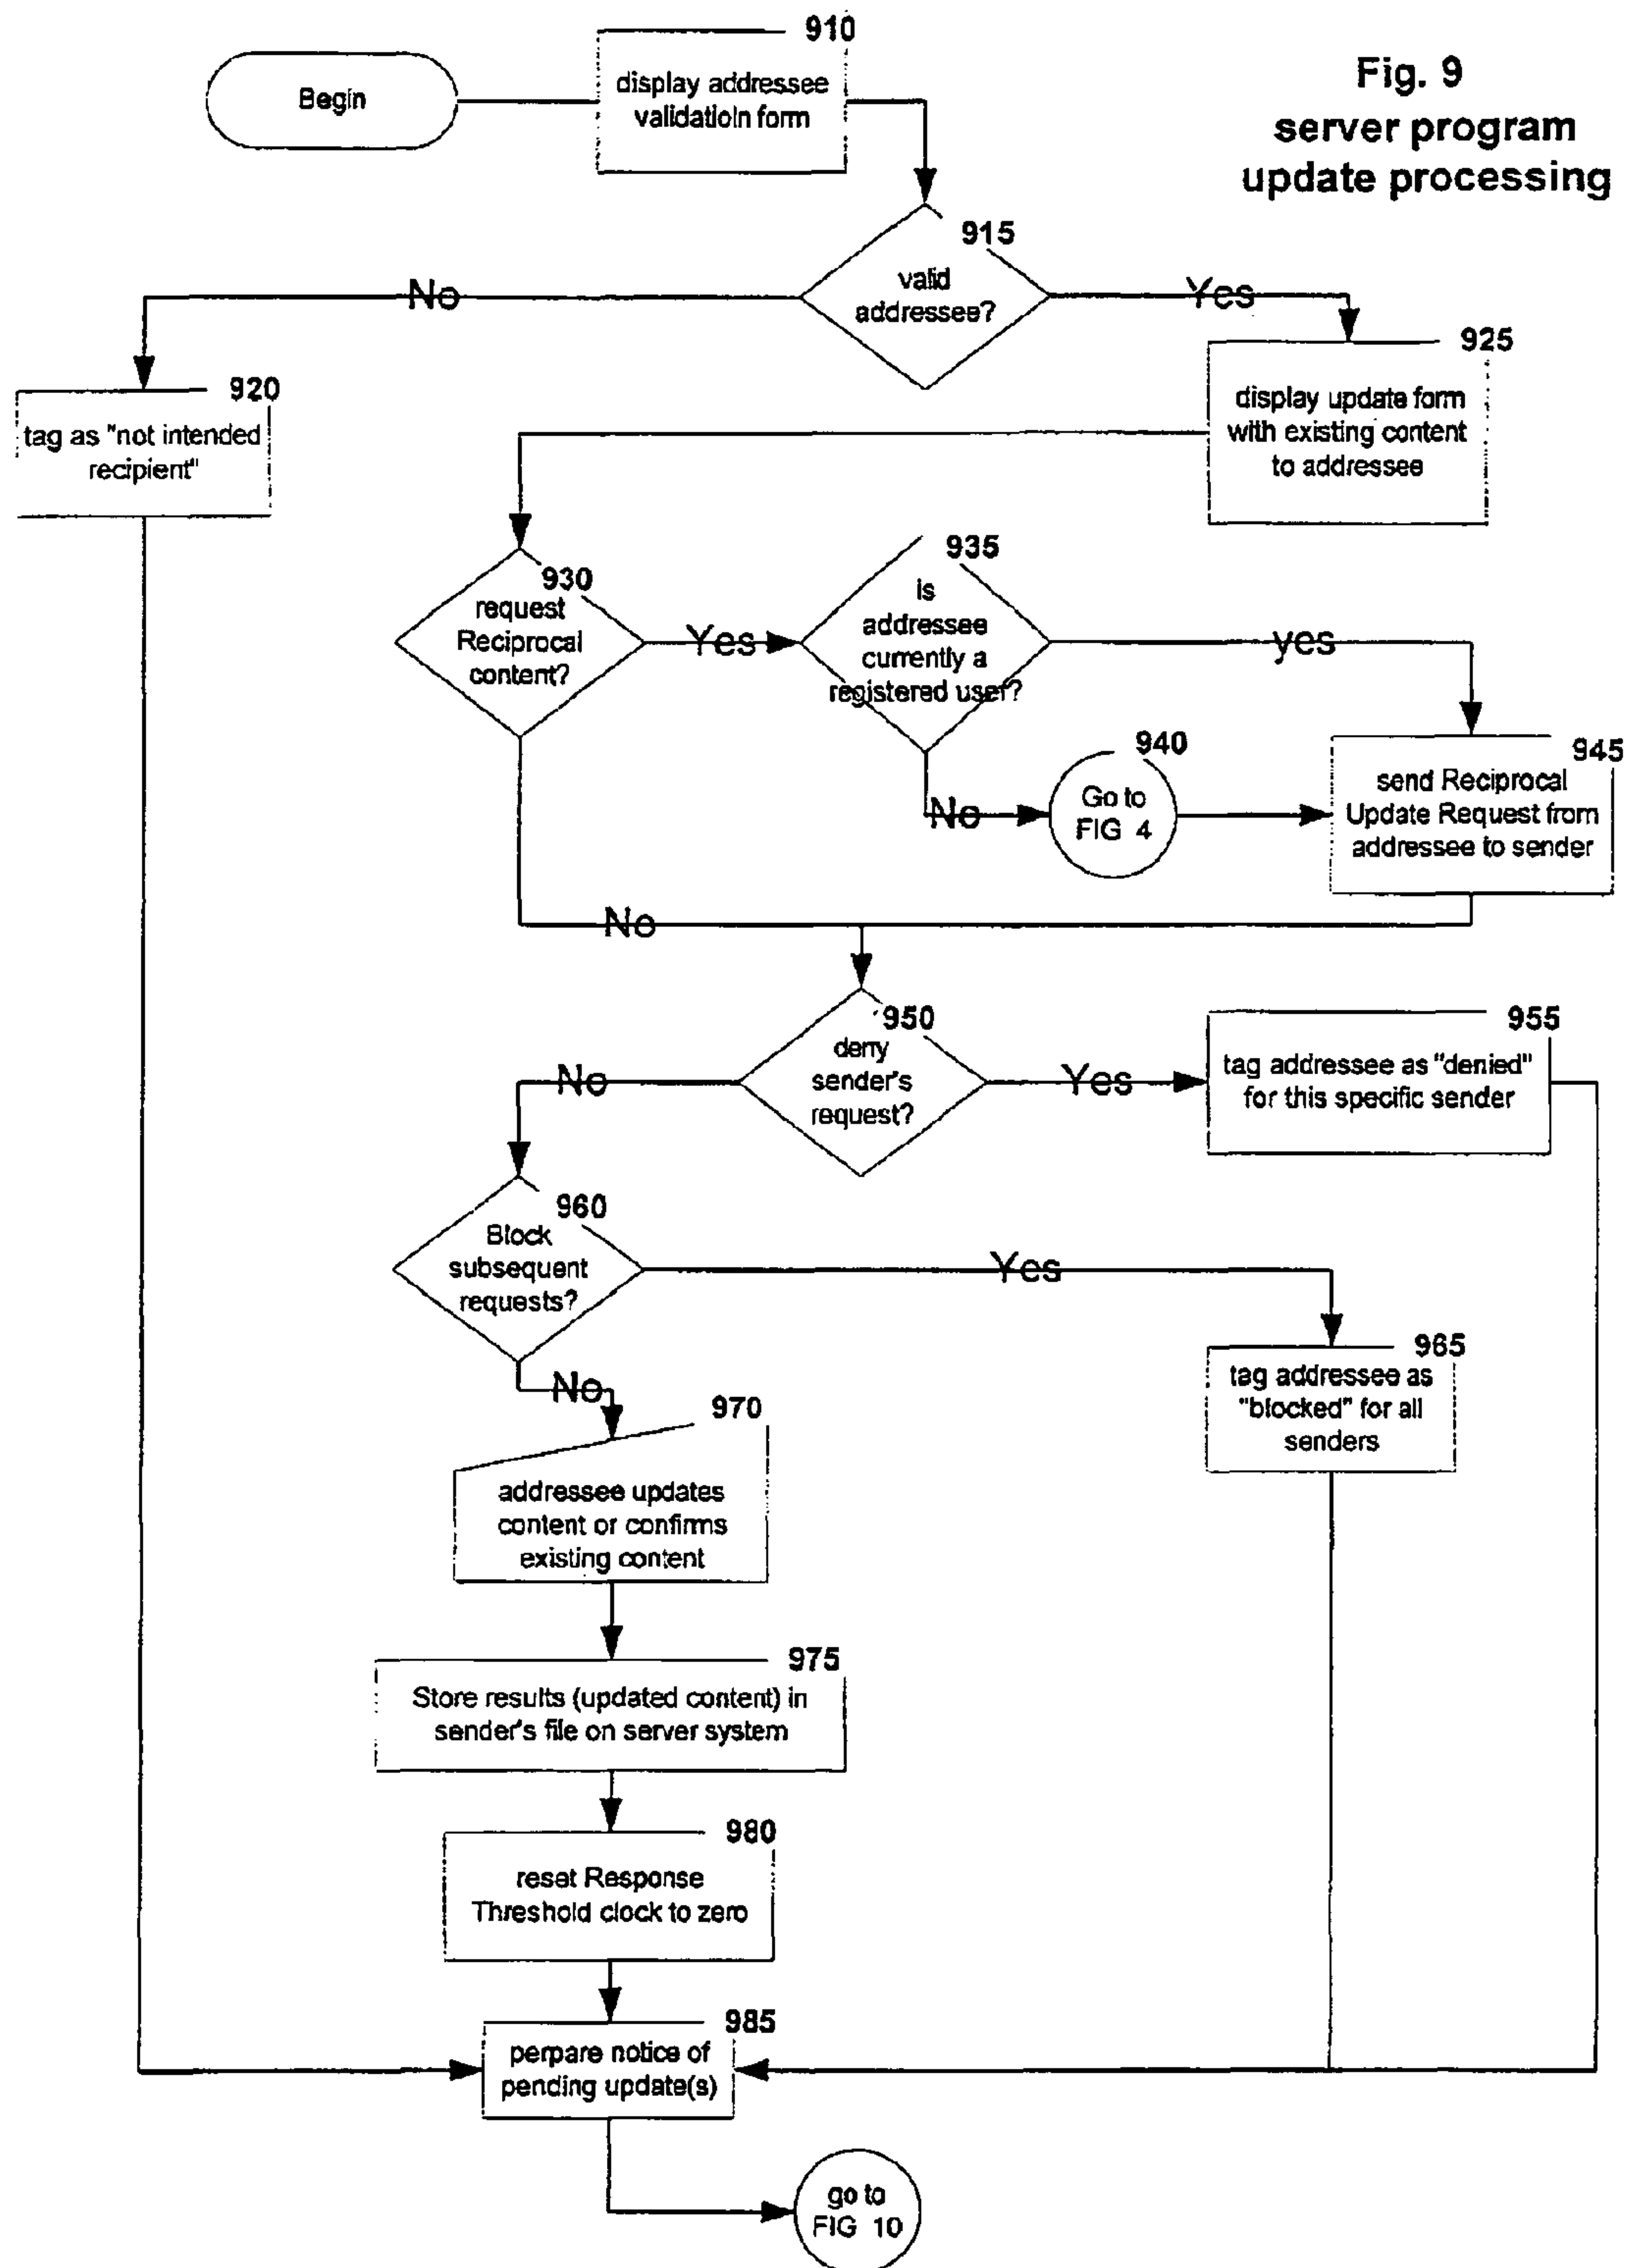 910
Fig. 9
server program
update processing
Begin
display addressee
validatioIn form
915
valid
addressee?
No
Yes
920
tag as "not intended
recipient"
925
display update form
with existing content
to addressee
930
request
Reciprocal
content?
Yes
935
is
addressee
currently a
registered user?
yes
940
Go to
FIG 4
No
945
send Reciprocal
Update Request from
addressee to sender
No
950
deny
sender's
request?
No
Yes
955
tag addressee as "denied"
for this specific sender
960
Block
subsequent
requests?
Yes
965
tag addressee as
"blocked" for all
senders
No
970
addressee updates
content or confirms
existing content
975
Store results (updated content) in
sender's file on server system
980
reset Response
Threshold clock to zero
985
perpare notice of
pending update(s)
go to
FIG 10